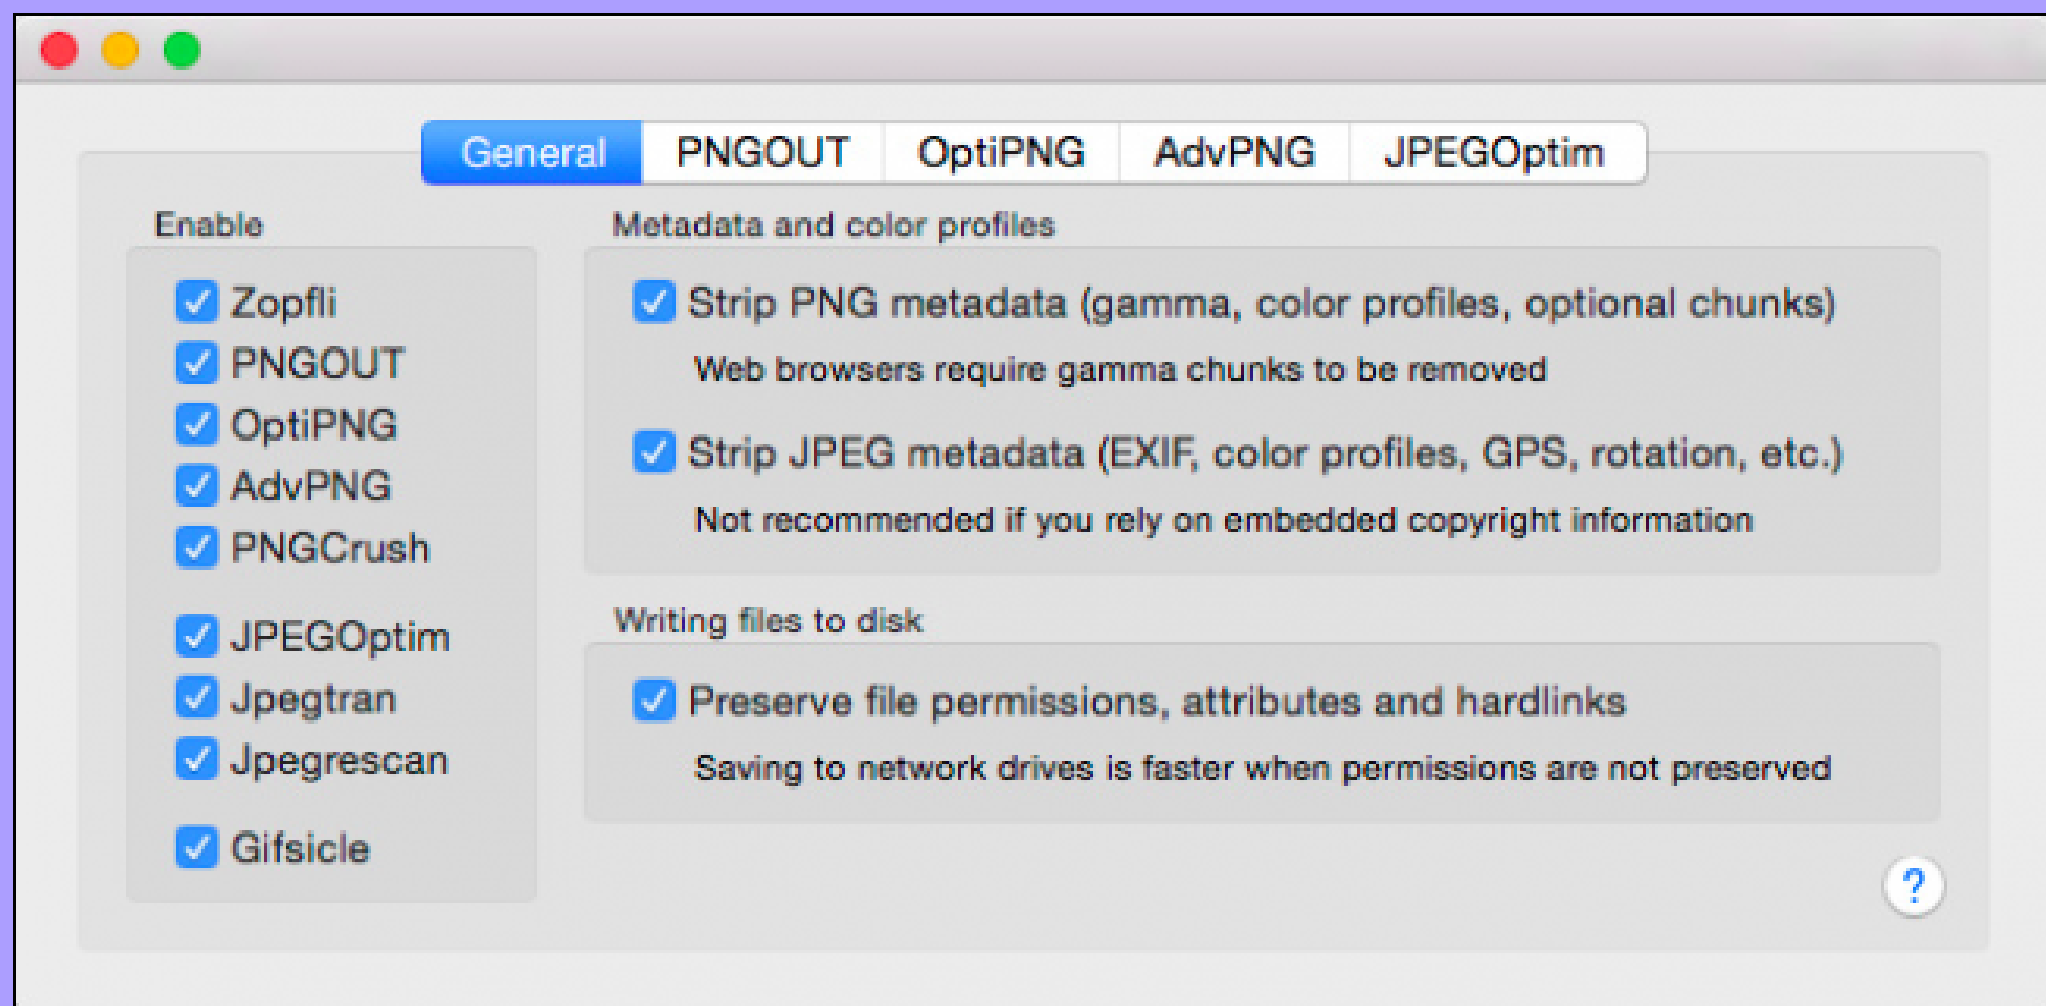 General PNGOUT OptiPNG AdvPNG JPEGOptim
Enable
Zopfli
PNGOUT
OptiPNG
AdvPNG
PNGCrush
JPEGOptim
Jpegtran
Jpegrescan
Gifsicle
Metadata and color profiles
Strip PNG metadata (gamma, color profiles, optional chunks)
Web browsers require gamma chunks to be removed
Strip JPEG metadata (EXIF, color profiles, GPS, rotation, etc.)
Not recommended if you rely on embedded copyright information
Writing files to disk
Preserve file permissions, attributes and hardlinks
Saving to network drives is faster when permissions are not preserved
?